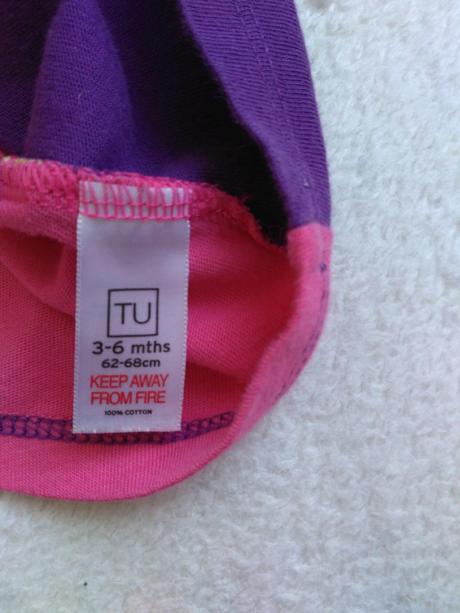 TU
3-6 mths
62-68cm
KEEP AWAY
FROM FIRE
100% COTTON